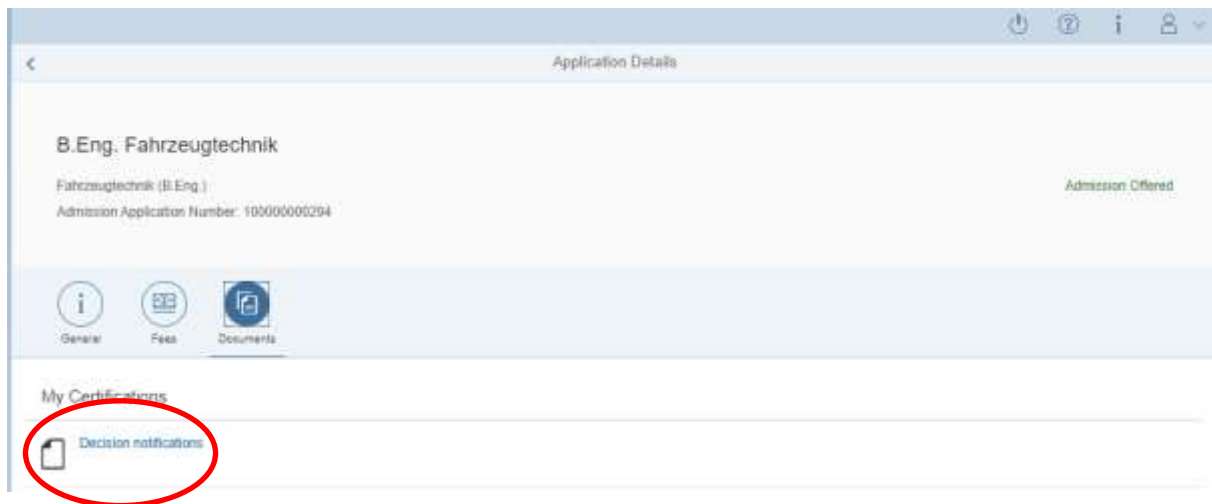 Application Details
B.Eng. Fahrzeugtechnik
Fahrzeugtechnik (B.Eng.)
Admission Offered
Admission Application Number: 100000000294
General Fees Documents
My Certifications
Decision notifications